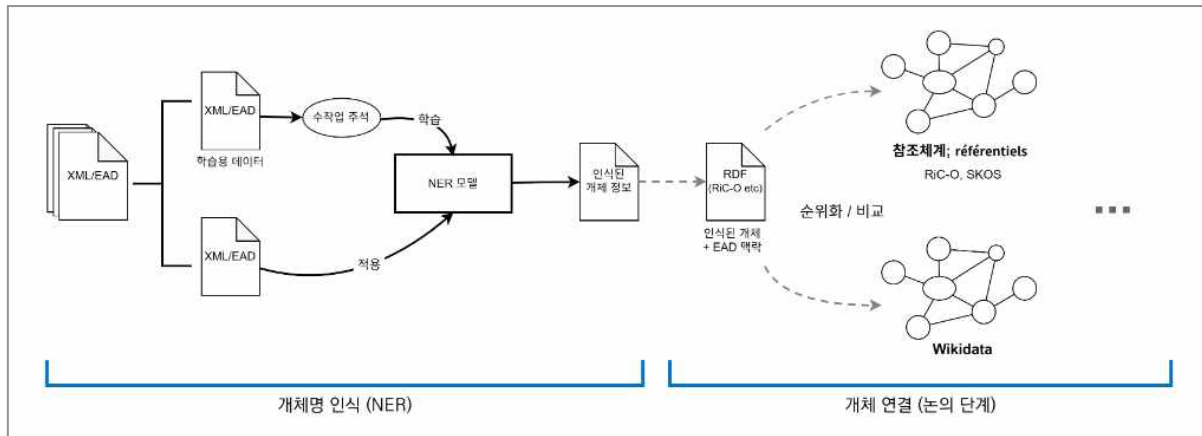 XML/EAD
XML/EAD
학습용 데이터
수작업 주석
학습
XML/EAD
적용
NER 모델
인식된
개체 정보
RDF
(RiC-O etc)
인식된 개체
+ EAD 맥락
참조체계; référentiels
RiC-O, SKOS
순위화 / 비교
Wikidata
개체명 인식 (NER)
개체 연결 (논의 단계)